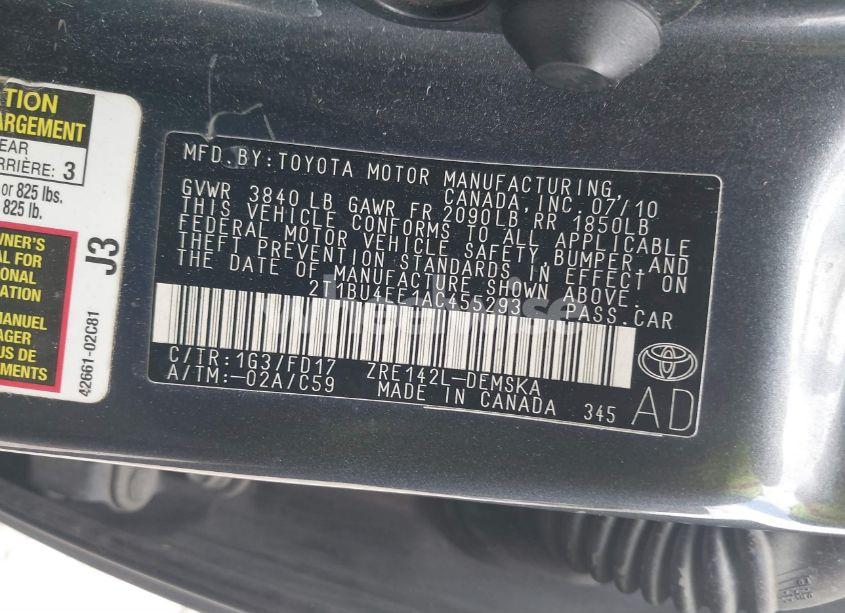 TION
ARGEMENT
EAR
RRIÈRE: 3
or 825 lbs.
825 lb.
WNER'S
AL FOR
IONAL
MATION
MANUEL
AGER
US DE
EMENTS
J3
42661-02C81
MFD.BY:TOYOTA MOTOR MANUFACTURING,
CANADA,INC.07/10
GVWR 3840LB GAWR FR 2090LB RR 1850LB
THIS VEHICLE CONFORMS TO ALL APPLICABLE
FEDERAL MOTOR VEHICLE SAFETY,BUMPER,AND
THEFT PREVENTION STANDARDS IN EFFECT ON
THE DATE OF MANUFACTURE SHOWN ABOVE.
2T1BU4EE1AC455293 PASS.CAR
C/TR:1G3/FD17 ZRE142L-DEMSKA
A/TM:-02A/C59 MADE IN CANADA 345
AD